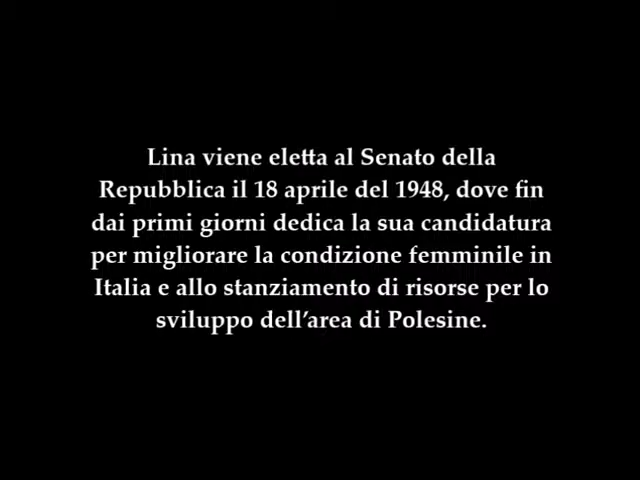 Lina viene eletta al Senato della
Repubblica il 18 aprile del 1948, dove fin
dai primi giorni dedica la sua candidatura
per migliorare la condizione femminile in
Italia e allo stanziamento di risorse per lo
sviluppo dell’area di Polesine.